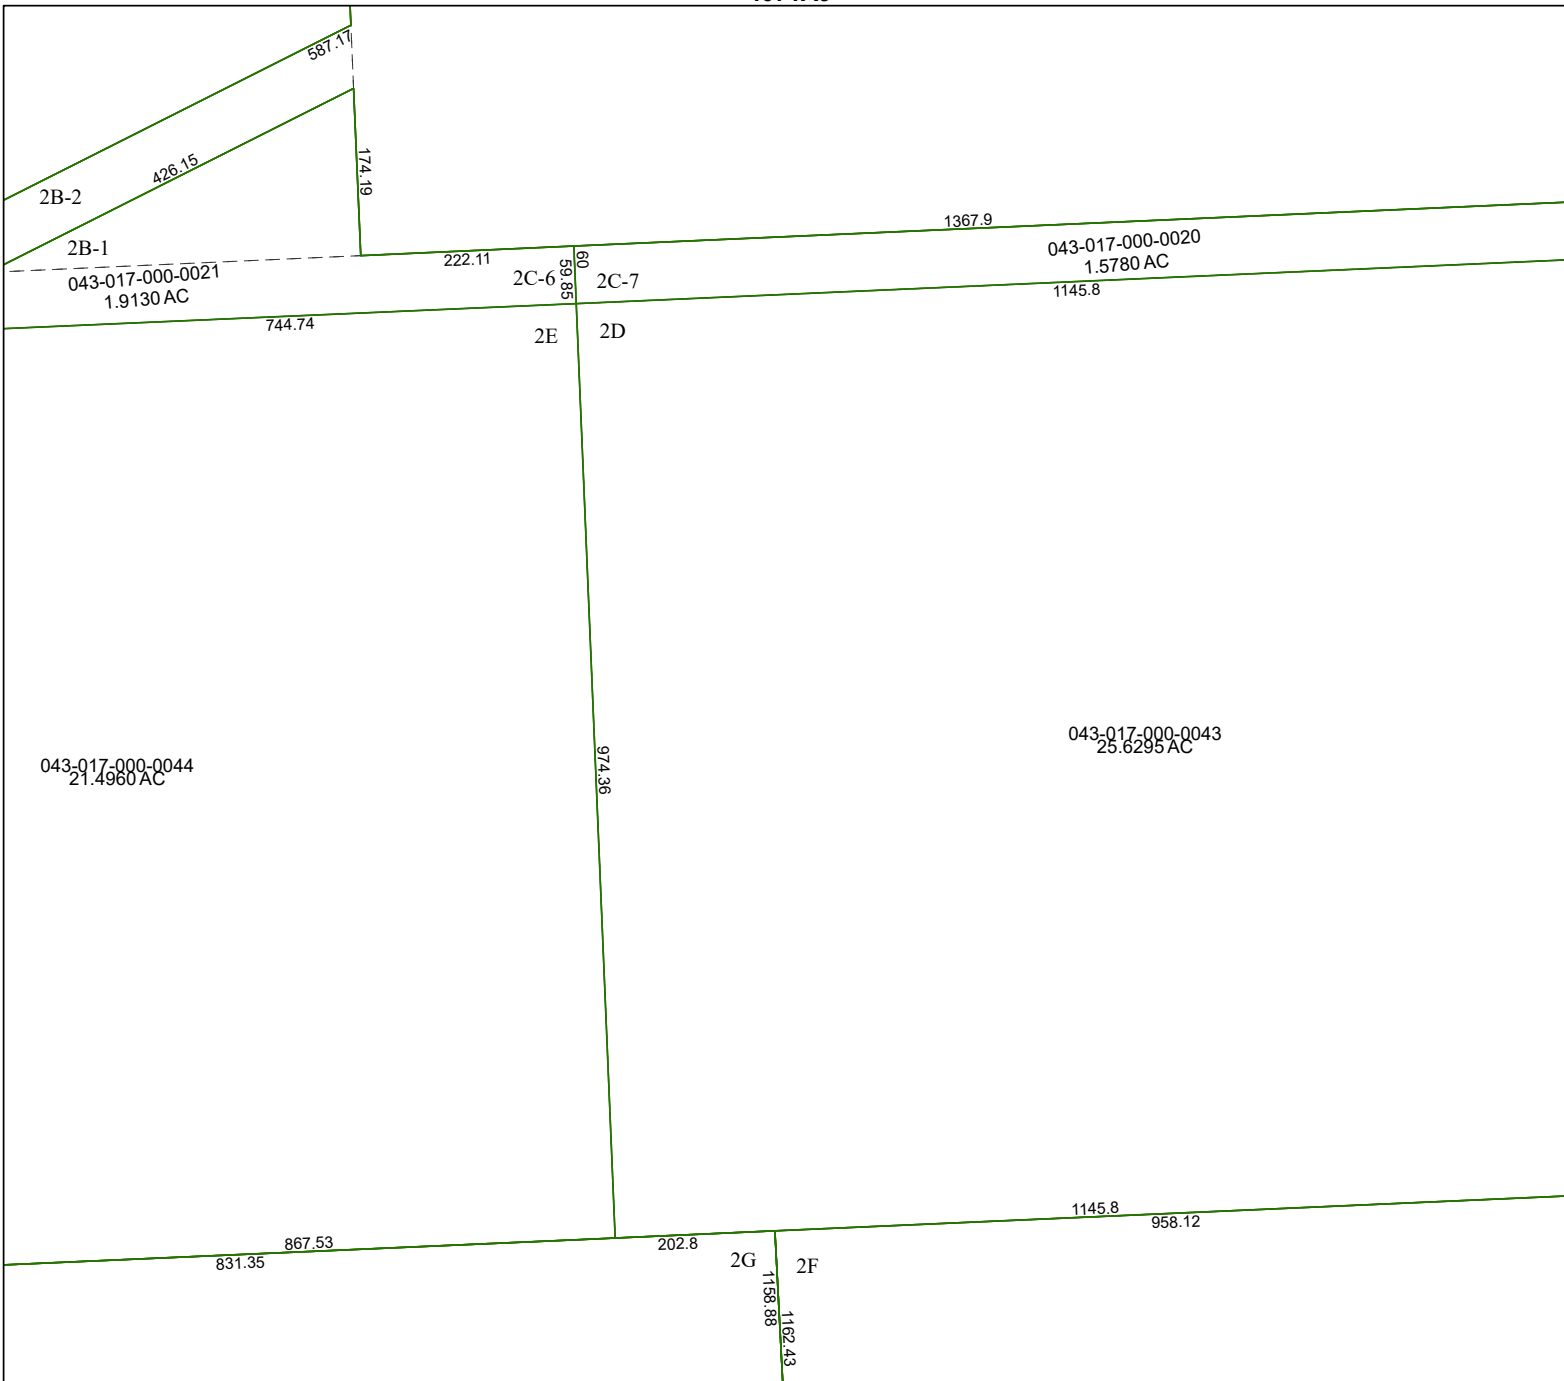 587.17
426.15
174.19
2B-2
2B-1
1367.9
043-017-000-0020
1.5780 AC
222.11
60
59.85
2C-6
2C-7
043-017-000-0021
1.9130 AC
1145.8
744.74
2E
2D
974.36
043-017-000-0043
25.6295 AC
043-017-000-0044
21.4960 AC
1145.8
958.12
867.53
831.35
202.8
2G
2F
1158.88
1162.43